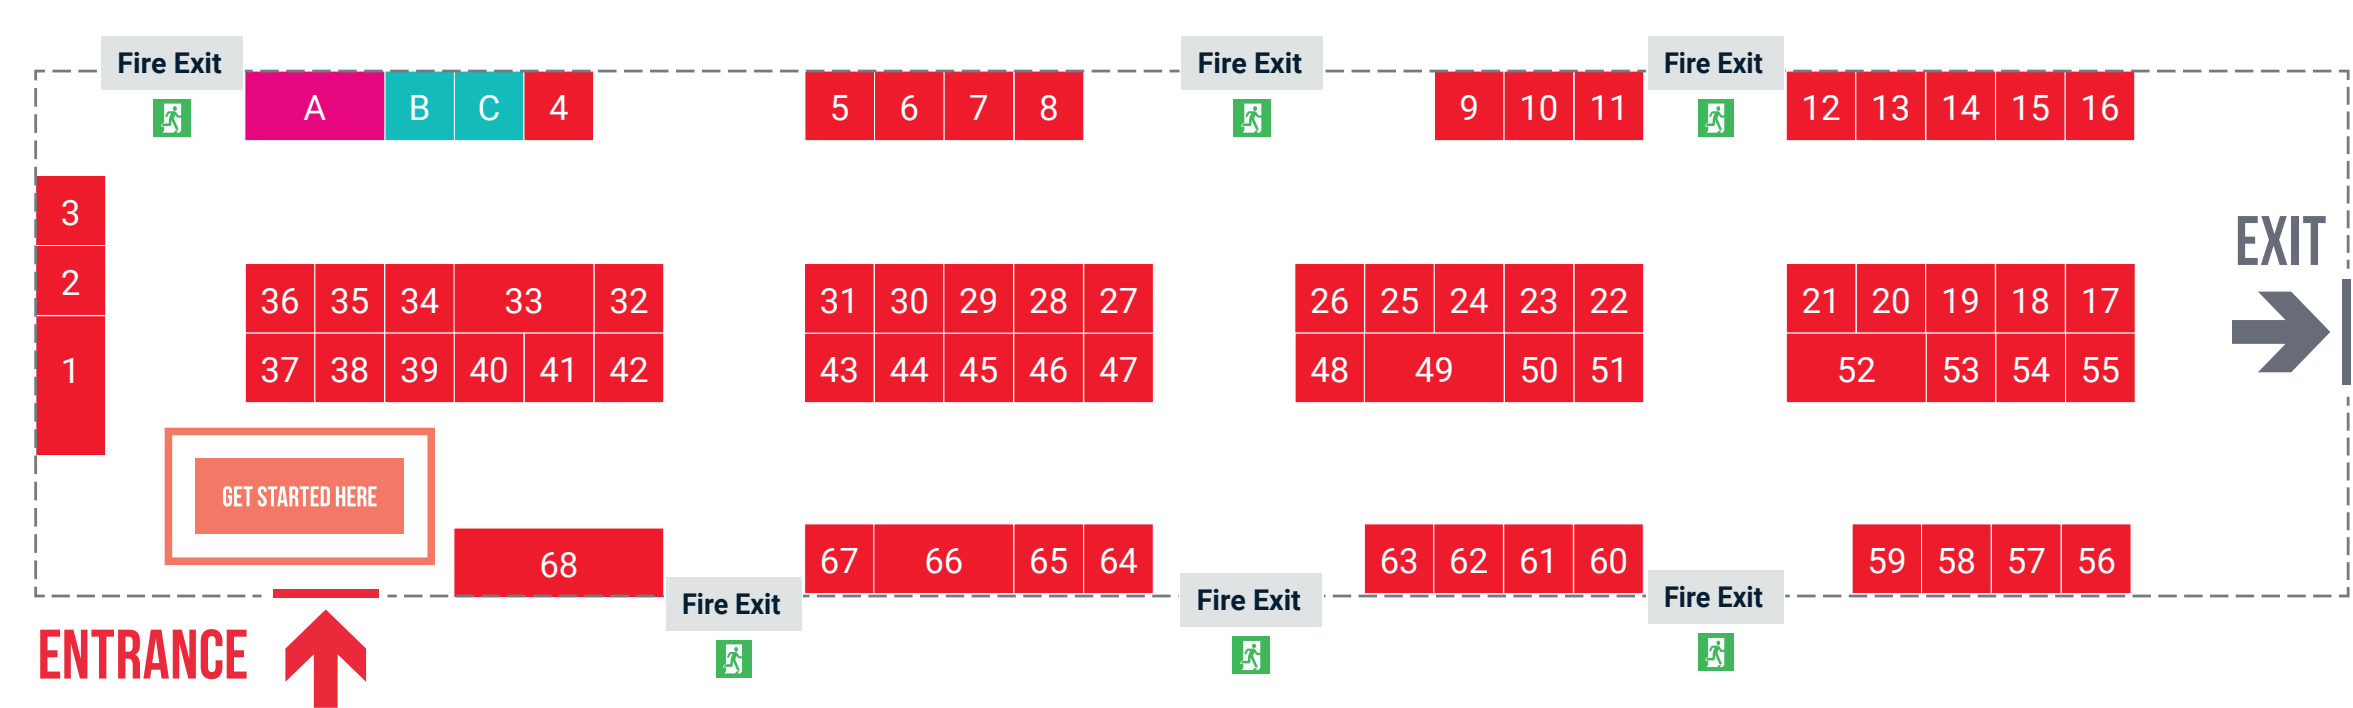 Fire Exit
Fire Exit
Fire Exit
A B C 4
5 6 7 8
9 10 11
12 13 14 15 16
3
2
1
36 35 34 33 32
37 38 39 40 41 42
31 30 29 28 27
43 44 45 46 47
26 25 24 23 22
48 49 50 51
21 20 19 18 17
52 53 54 55
EXIT
GET STARTED HERE
68
67 66 65 64
63 62 61 60
59 58 57 56
Fire Exit
Fire Exit
Fire Exit
ENTRANCE